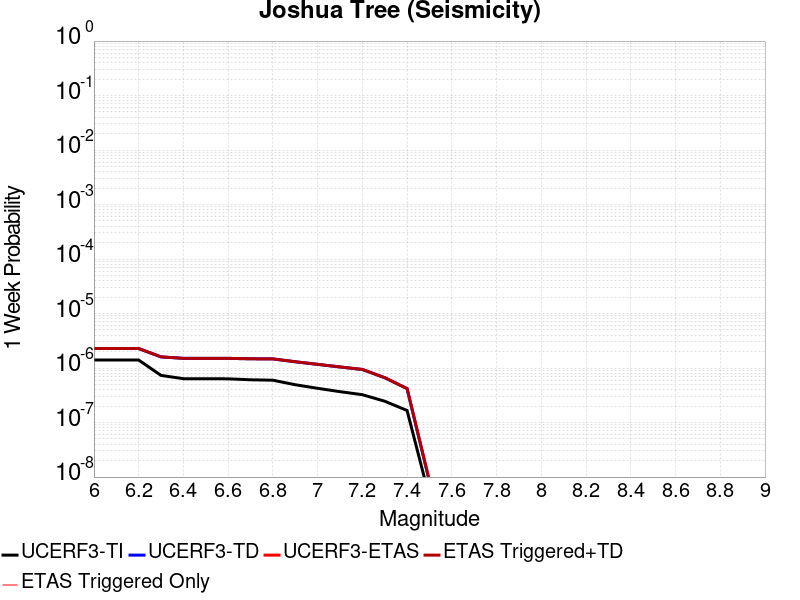 Joshua Tree (Seismicity)
1 Week Probability
10^0
10^-1
10^-2
10^-3
10^-4
10^-5
10^-6
10^-7
10^-8
6 6.2 6.4 6.6 6.8 7 7.2 7.4 7.6 7.8 8 8.2 8.4 8.6 8.8 9
Magnitude
UCERF3-TI UCERF3-TD UCERF3-ETAS ETAS Triggered+TD
ETAS Triggered Only